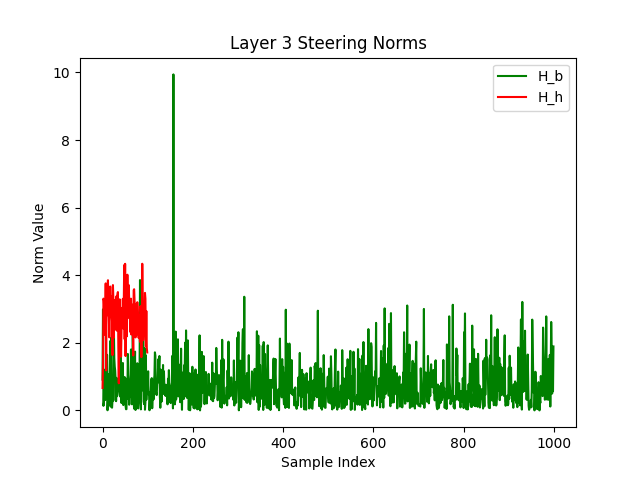 Layer 3 Steering Norms
H_b
H_h
Norm Value
10
8
6
4
2
0
0 200 400 600 800 1000
Sample Index